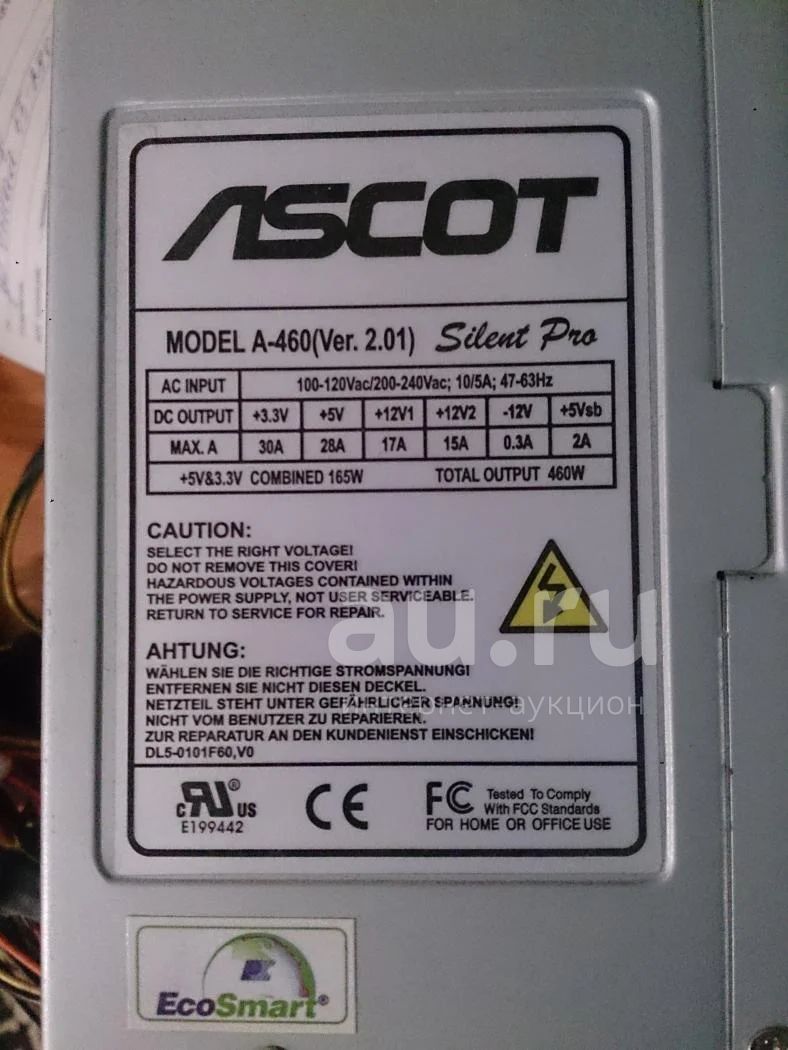 ASCOT
MODEL A-460(Ver. 2.01) Silent Pro
AC INPUT 100-120Vac/200-240Vac; 10/5A; 47-63Hz
DC OUTPUT +3.3V +5V +12V1 +12V2 -12V +5Vsb
MAX. A 30A 28A 17A 15A 0.3A 2A
+5V&3.3V COMBINED 165W TOTAL OUTPUT 460W
CAUTION:
SELECT THE RIGHT VOLTAGE!
DO NOT REMOVE THIS COVER!
HAZARDOUS VOLTAGES CONTAINED WITHIN
THE POWER SUPPLY, NOT USER SERVICEABLE.
RETURN TO SERVICE FOR REPAIR.
au.ru
интернет-аукцион
AHTUNG:
WÄHLEN SIE DIE RICHTIGE STROMSPANNUNG!
ENTFERNEN SIE NICHT DIESEN DECKEL.
NETZTEIL STEHT UNTER GEFÄHRLICHER SPANNUNG!
NICHT VOM BENUTZER ZU REPARIEREN.
ZUR REPARATUR AN DEN KUNDENIENST EINSCHICKEN!
DL5-0101F60,V0
c RU ® US
E199442
CE
FC Tested To Comply
With FCC Standards
FOR HOME OR OFFICE USE
EcoSmart®